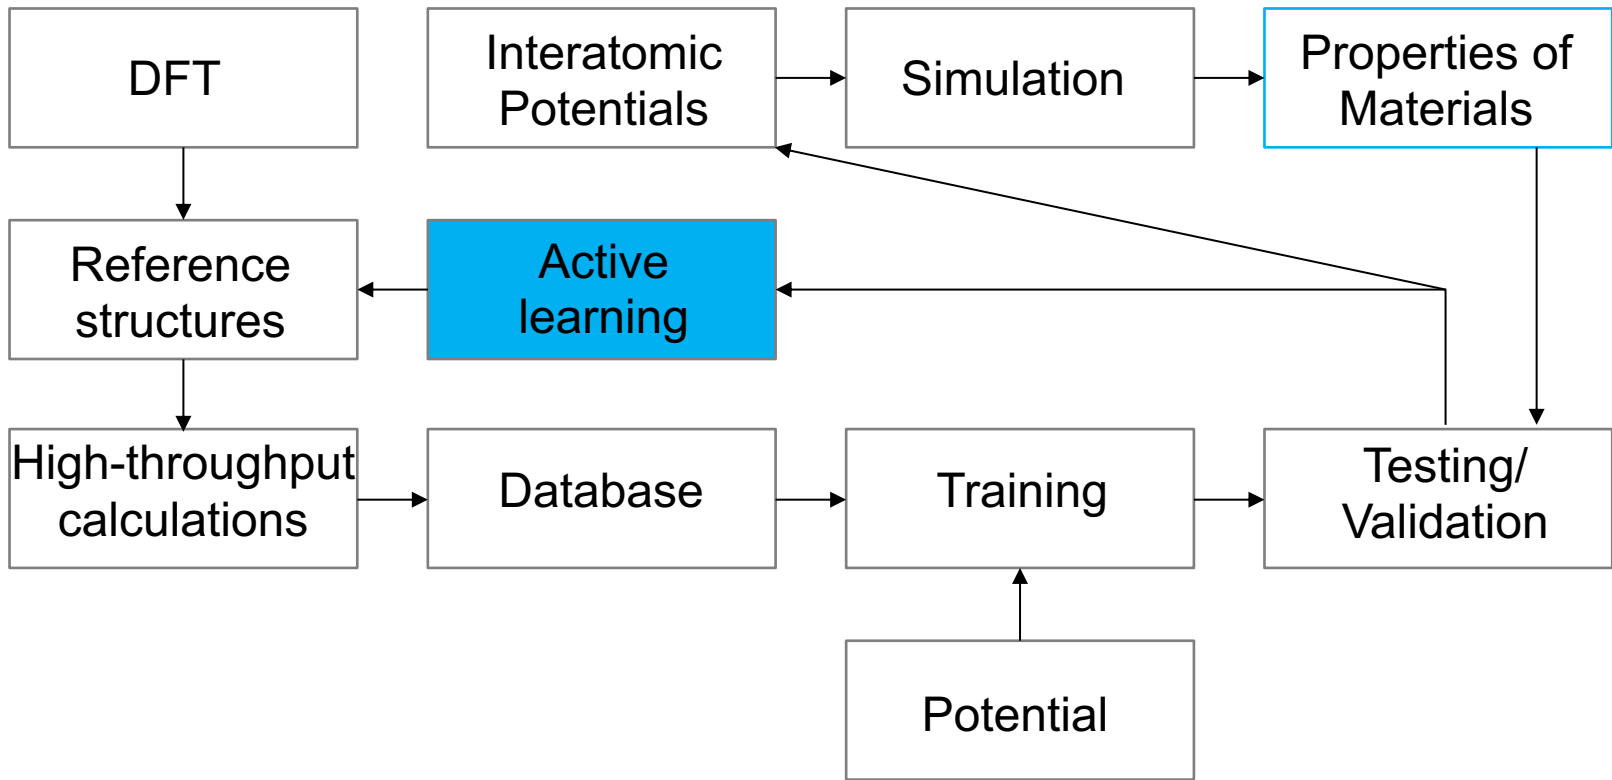 DFT
Interatomic
Potentials
Simulation
Properties of
Materials
Reference
structures
Active
learning
High-throughput
calculations
Database
Training
Testing/
Validation
Potential